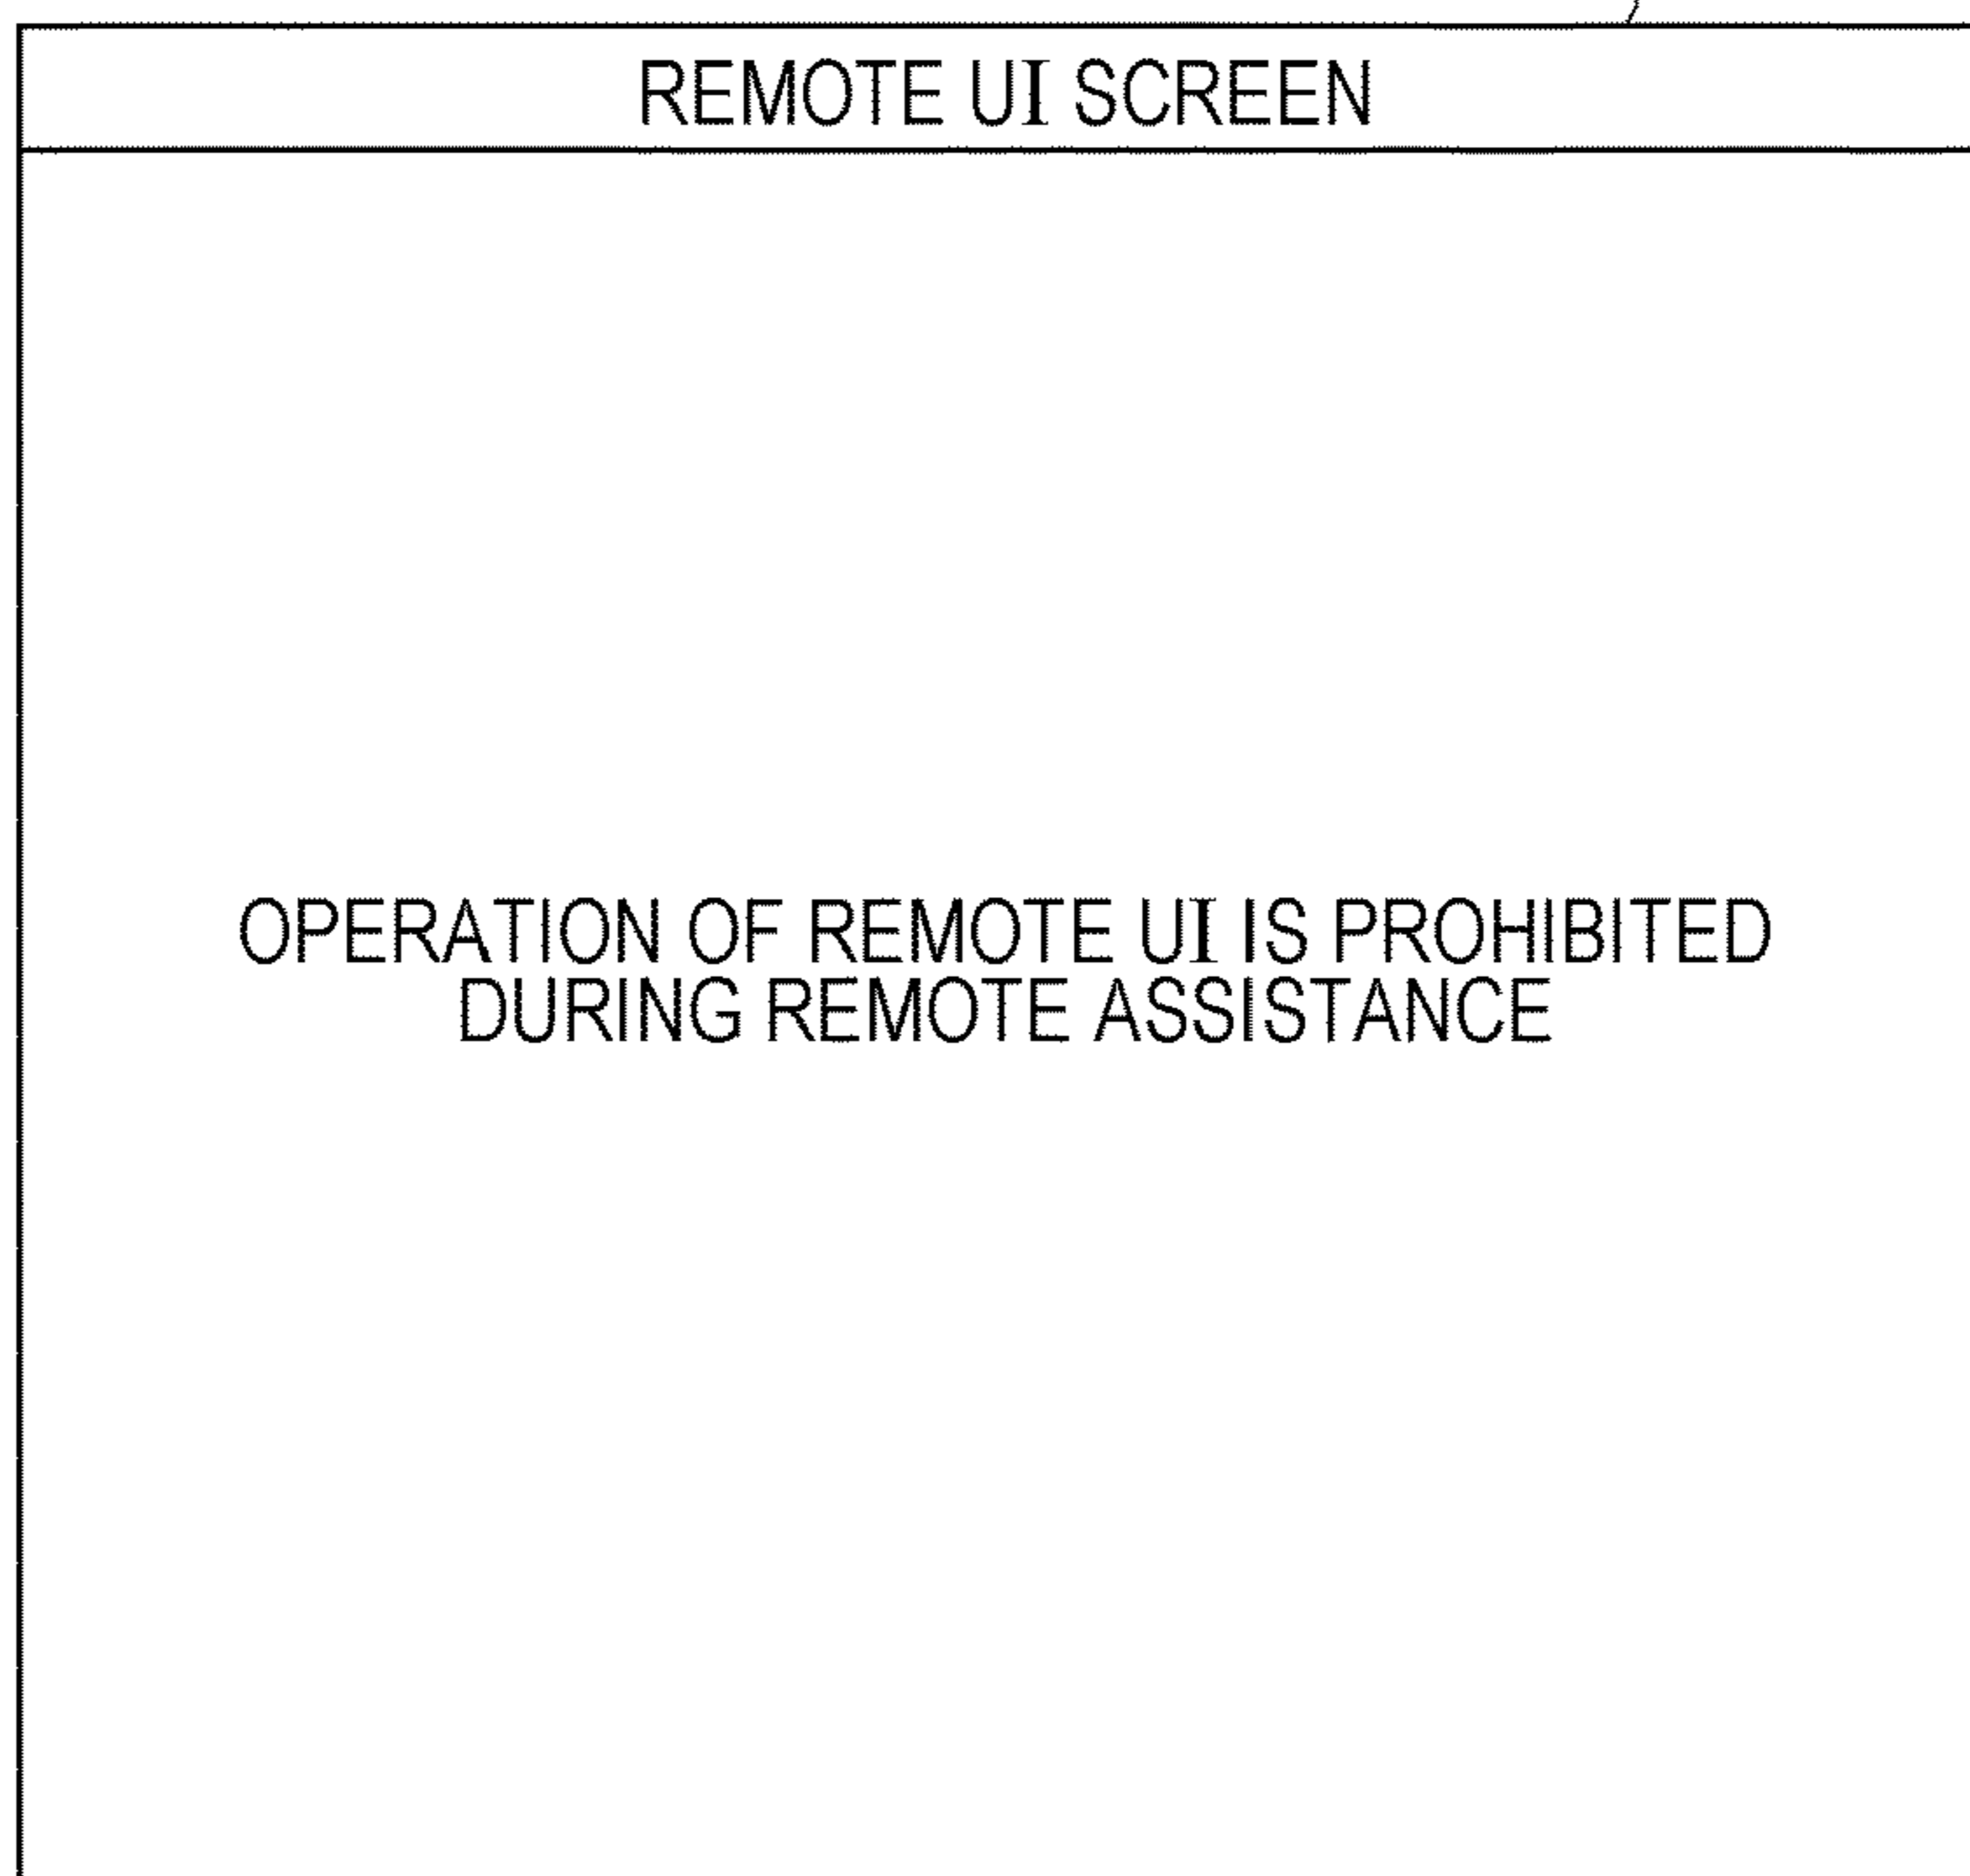 REMOTE UI SCREEN
OPERATION OF REMOTE UI IS PROHIBITED
DURING REMOTE ASSISTANCE